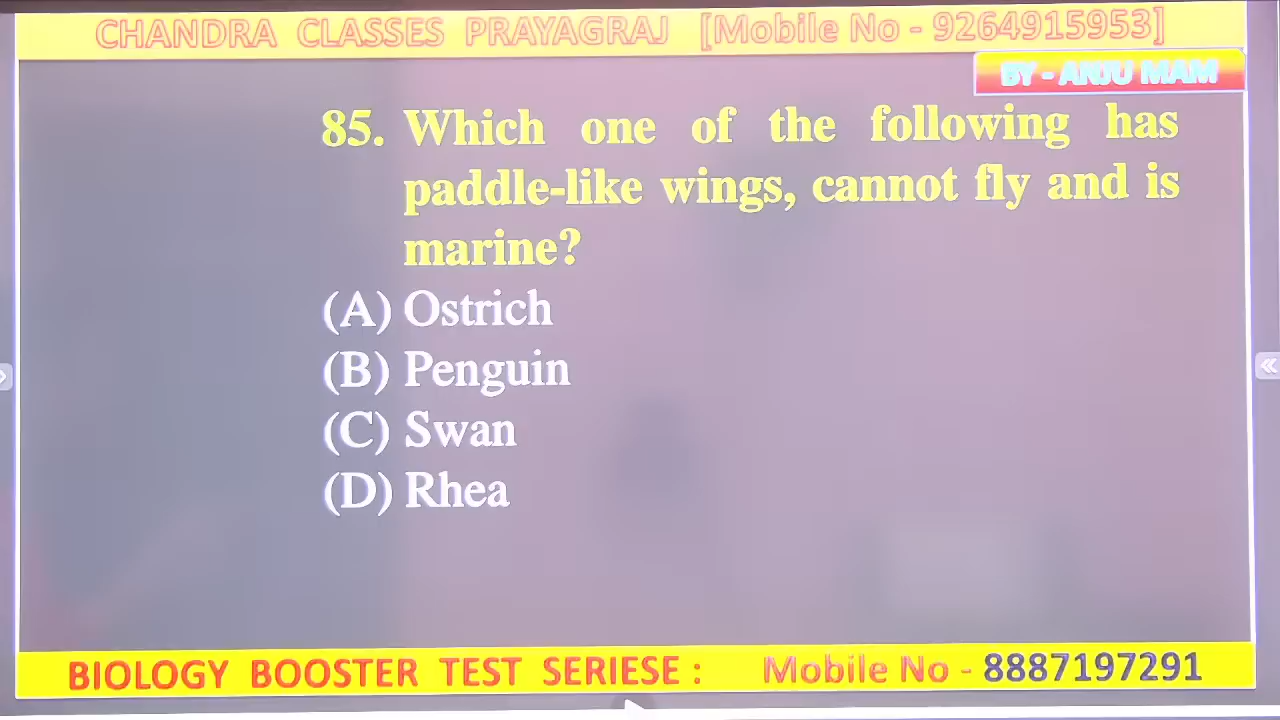 CHANDRA CLASSES PRAYAGRAJ [Mobile No - 9264915953]
BY - ANJU MAM
85. Which one of the following has
paddle-like wings, cannot fly and is
marine?
(A) Ostrich
(B) Penguin
(C) Swan
(D) Rhea
BIOLOGY BOOSTER TEST SERIESE : Mobile No - 8887197291